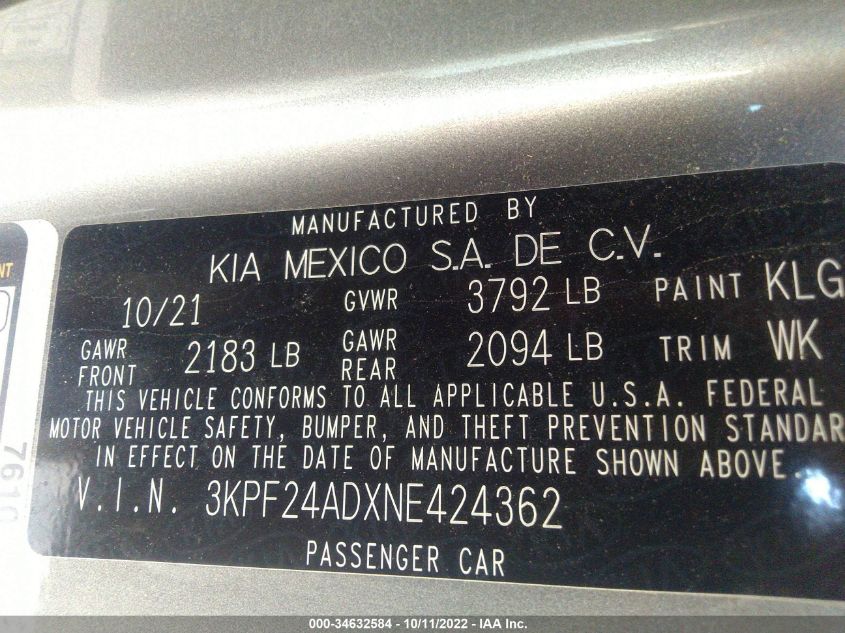 MANUFACTURED BY
KIA MEXICO S.A. DE C.V.
10/21 GVWR 3792 LB PAINT KLG
GAWR FRONT 2183 LB GAWR REAR 2094 LB TRIM WK
THIS VEHICLE CONFORMS TO ALL APPLICABLE U.S.A. FEDERAL
MOTOR VEHICLE SAFETY, BUMPER, AND THEFT PREVENTION STANDAR
IN EFFECT ON THE DATE OF MANUFACTURE SHOWN ABOVE.
V.I.N. 3KPF24ADXNE424362
PASSENGER CAR
NT
7610
000-34632584 - 10/11/2022 - IAA Inc.